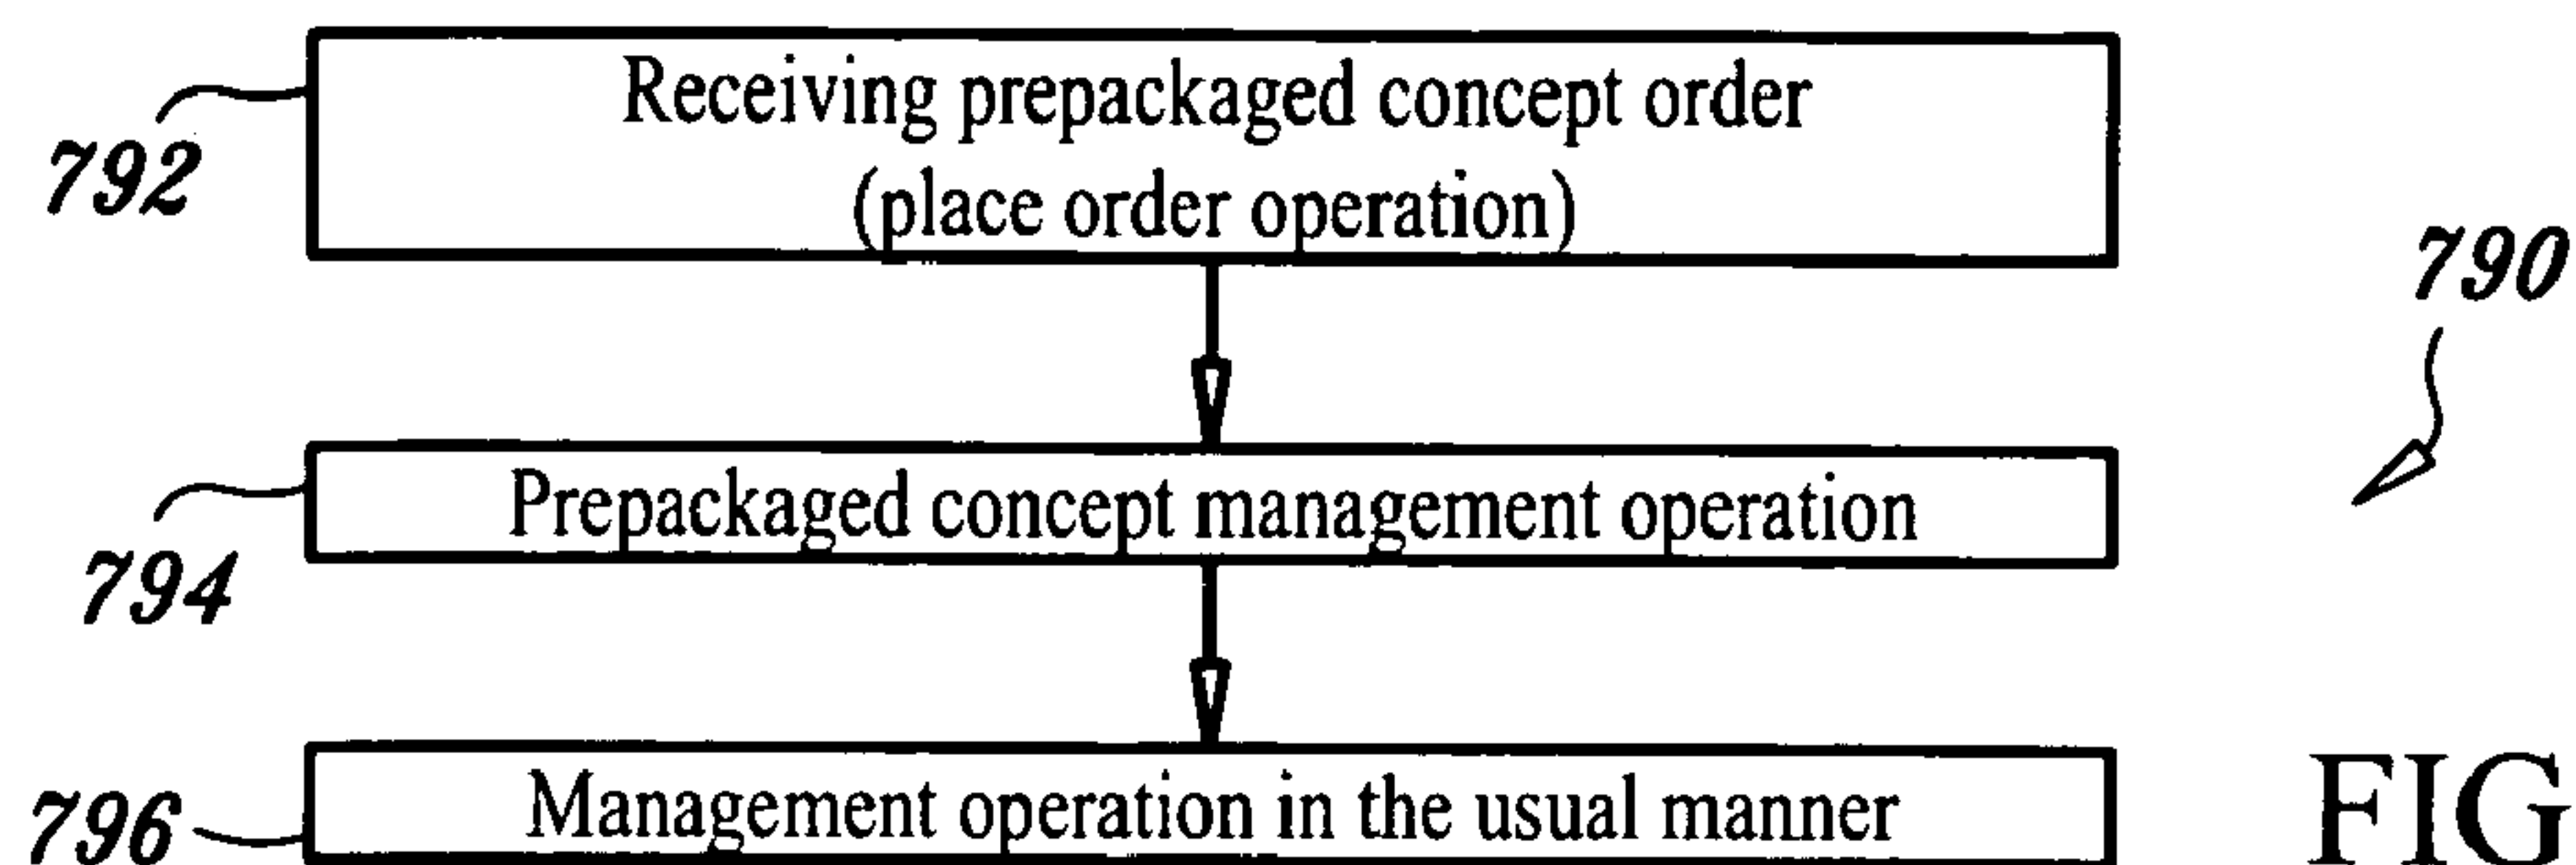 Receiving prepackaged concept order
(place order operation)
792
790
Prepackaged concept management operation
794
Management operation in the usual manner
796
FIG